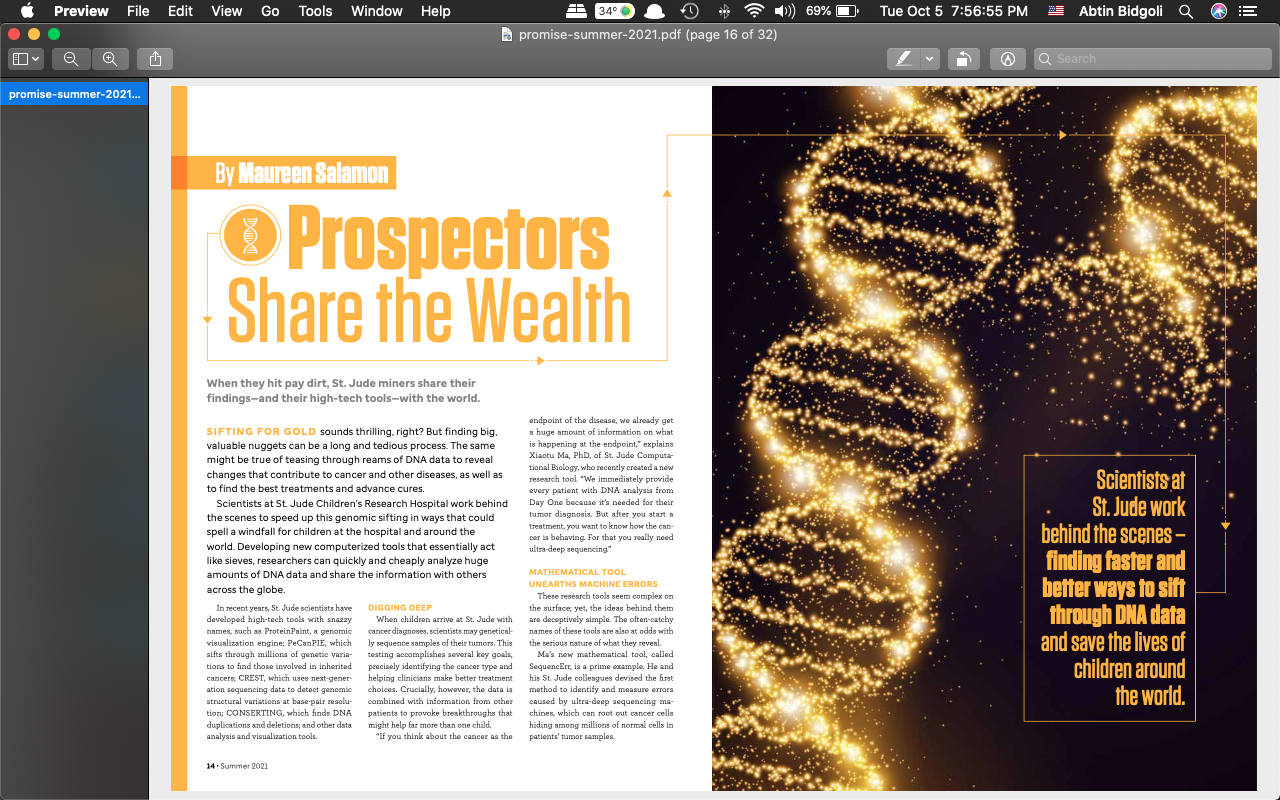 Preview File Edit View Go Tools Window Help 34° 69% Tue Oct 5 7:56:55 PM Abtin Bidgoli
promise-summer-2021.pdf (page 16 of 32)
Search
promise-summer-2021...
By Maureen Salamon
Prospectors
Share the Wealth
When they hit pay dirt, St. Jude miners share their
findings—and their high-tech tools—with the world.
SIFTING FOR GOLD sounds thrilling, right? But finding big,
valuable nuggets can be a long and tedious process. The same
might be true of teasing through reams of DNA data to reveal
changes that contribute to cancer and other diseases, as well as
to find the best treatments and advance cures.
Scientists at St. Jude Children's Research Hospital work behind
the scenes to speed up this genomic sifting in ways that could
spell a windfall for children at the hospital and around the
world. Developing new computerized tools that essentially act
like sieves, researchers can quickly and cheaply analyze huge
amounts of DNA data and share the information with others
across the globe.
In recent years, St. Jude scientists have
developed high-tech tools with snazzy
names, such as ProteinPaint, a genomic
visualization engine; PeCanPIE, which
sifts through millions of genetic varia-
tions to find those involved in inherited
cancers; CREST, which uses next-gener-
ation sequencing data to detect genomic
structural variations at base-pair resolu-
tion; CONSERTING, which finds DNA
duplications and deletions; and other data
analysis and visualization tools.
DIGGING DEEP
When children arrive at St. Jude with
cancer diagnoses, scientists may genetical-
ly sequence samples of their tumors. This
testing accomplishes several key goals,
precisely identifying the cancer type and
helping clinicians make better treatment
choices. Crucially, however, the data is
combined with information from other
patients to provoke breakthroughs that
might help far more than one child.
"If you think about the cancer as the
endpoint of the disease, we already get
a huge amount of information on what
is happening at the endpoint," explains
Xiaotu Ma, PhD, of St. Jude Computa-
tional Biology, who recently created a new
research tool. "We immediately provide
every patient with DNA analysis from
Day One because it's needed for their
tumor diagnosis. But after you start a
treatment, you want to know how the can-
cer is behaving. For that you really need
ultra-deep sequencing."
MATHEMATICAL TOOL
UNEARTHS MACHINE ERRORS
These research tools seem complex on
the surface; yet, the ideas behind them
are deceptively simple. The often-catchy
names of these tools are also at odds with
the serious nature of what they reveal.
Ma's new mathematical tool, called
SequencErr, is a prime example. He and
his St. Jude colleagues devised the first
method to identify and measure errors
caused by ultra-deep sequencing ma-
chines, which can root out cancer cells
hiding among millions of normal cells in
patients' tumor samples.
14 • Summer 2021
Scientists at
St. Jude work
behind the scenes –
finding faster and
better ways to sift
through DNA data
and save the lives of
children around
the world.